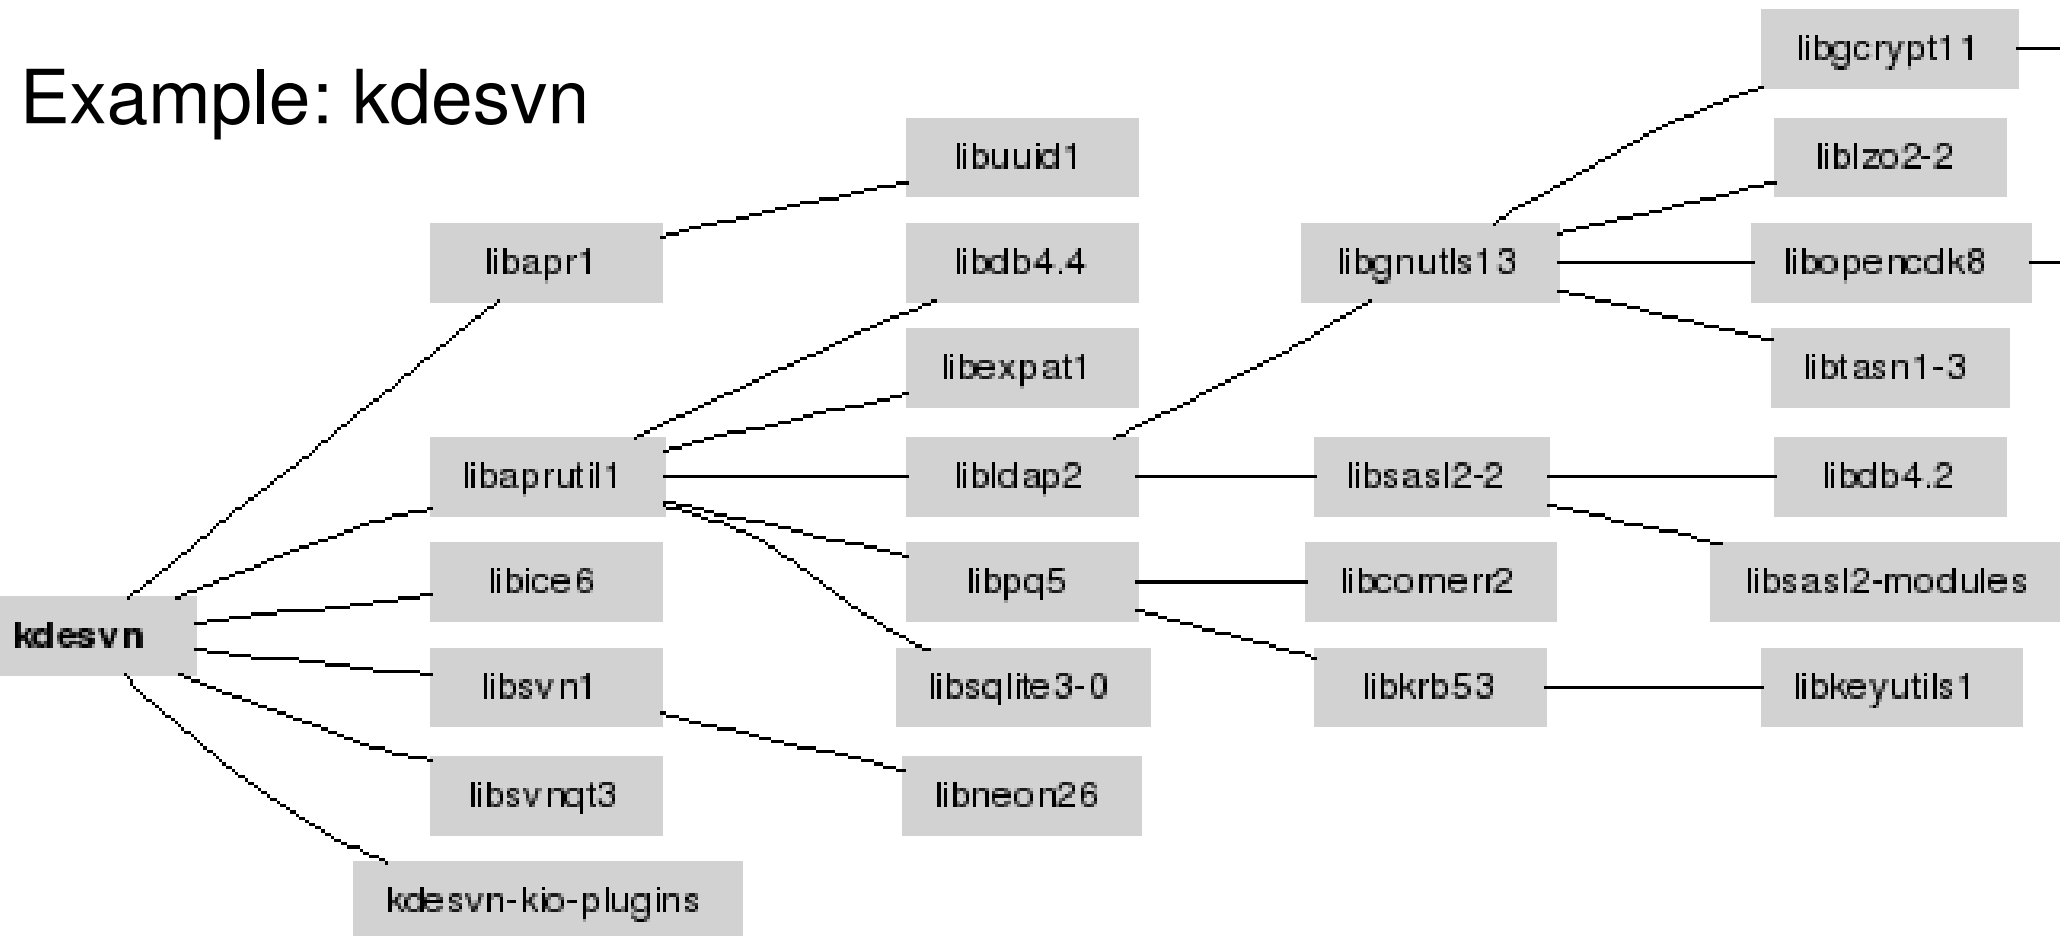 Example: kdesvn
libgcrypt11
libuuid1
liblzo2-2
libapr1
libdb4.4
libgnutls13
libopencdk8
libexpat1
libtasn1-3
libaprutil1
libldap2
libsasl2-2
libdb4.2
libice6
libpq5
libcomerr2
libsasl2-modules
kdesvn
libsvn1
libsqlite3-0
libkrb53
libkeyutils1
libsvnqt3
libneon26
kdesvn-kio-plugins